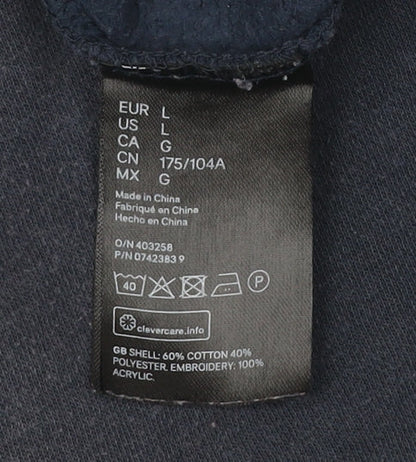 EUR L
US L
CA G
CN 175/104A
MX G
Made in China
Fabriqué en Chine
Hecho en China
O/N 403258
P/N 0742383 9
40
P
clevercare.info
GB SHELL: 60% COTTON 40%
POLYESTER. EMBROIDERY: 100%
ACRYLIC.